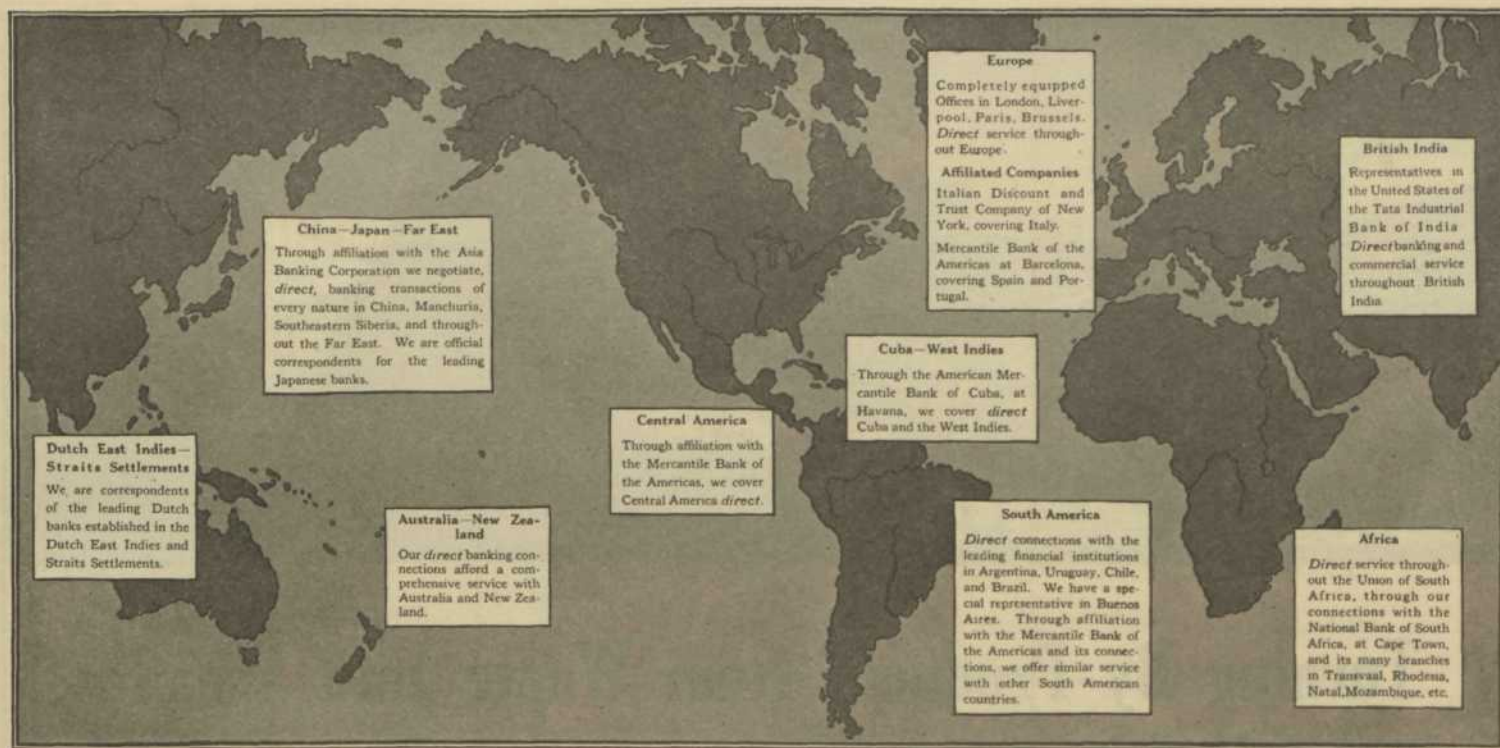 Europe
Completely equipped
Offices in London, Liver-
pool, Paris, Brussels.
Direct service through-
out Europe.
Affiliated Companies
Italian Discount and
Trust Company of New
York, covering Italy.
Mercantile Bank of the
Americas at Barcelona,
covering Spain and Por-
tugal.
British India
Representatives in
the United States of
the Tata Industrial
Bank of India
Direct banking and
commercial service
throughout British
India
China—Japan—Far East
Through affiliation with the Asia
Banking Corporation we negotiate,
direct, banking transactions of
every nature in China, Manchuria,
Southeastern Siberia, and through-
out the Far East. We are official
correspondents for the leading
Japanese banks.
Cuba—West Indies
Through the American Mer-
cantile Bank of Cuba, at
Havana, we cover direct
Cuba and the West Indies.
Central America
Through affiliation with
the Mercantile Bank of
the Americas, we cover
Central America direct.
Dutch East Indies—
Straits Settlements
We are correspondents
of the leading Dutch
banks established in the
Dutch East Indies and
Straits Settlements.
Australia—New Zea-
land
Our direct banking con-
nections afford a com-
prehensive service with
Australia and New Zea-
land.
South America
Direct connections with the
leading financial institutions
in Argentina, Uruguay, Chile,
and Brazil. We have a spe-
cial representative in Buenos
Aires. Through affiliation
with the Mercantile Bank of
the Americas and its connec-
tions, we offer similar service
with other South American
countries.
Africa
Direct service through-
out the Union of South
Africa, through our
connections with the
National Bank of South
Africa, at Cape Town,
and its many branches
in Transvaal, Rhodesia,
Natal, Mozambique, etc.